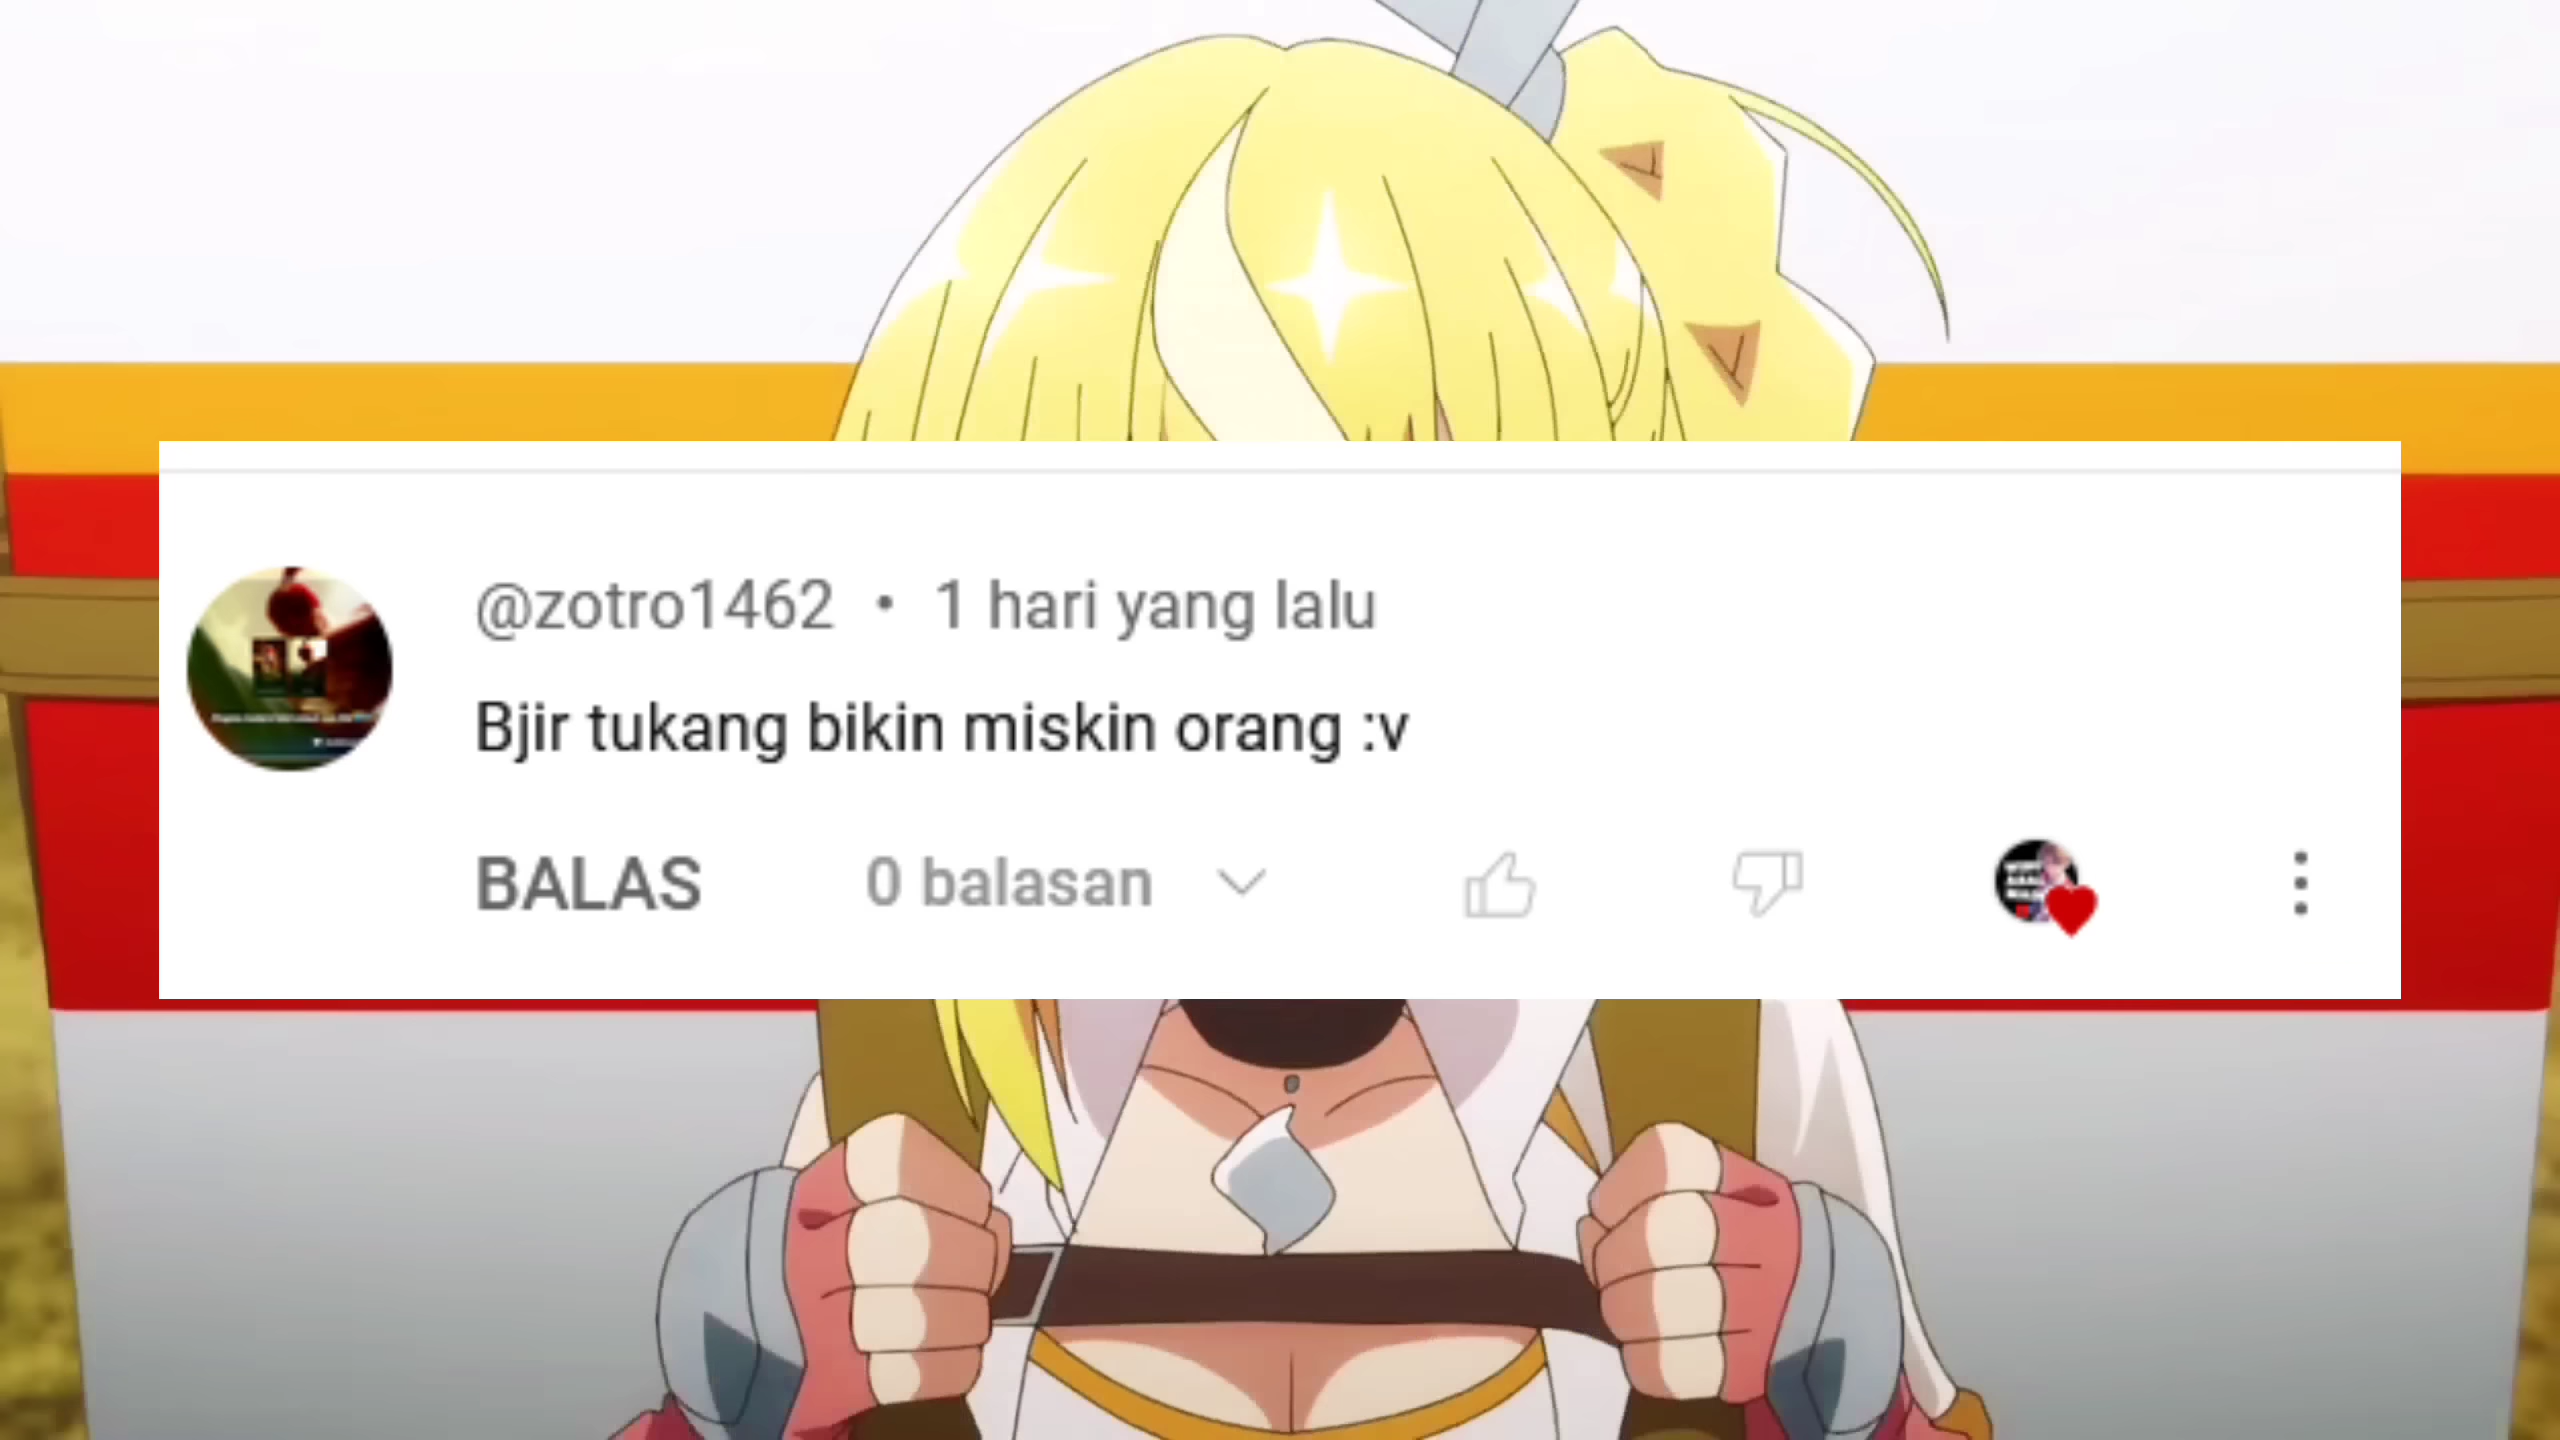 @zotro1462 • 1 hari yang lalu
Bjir tukang bikin miskin orang :v
BALAS 0 balasan